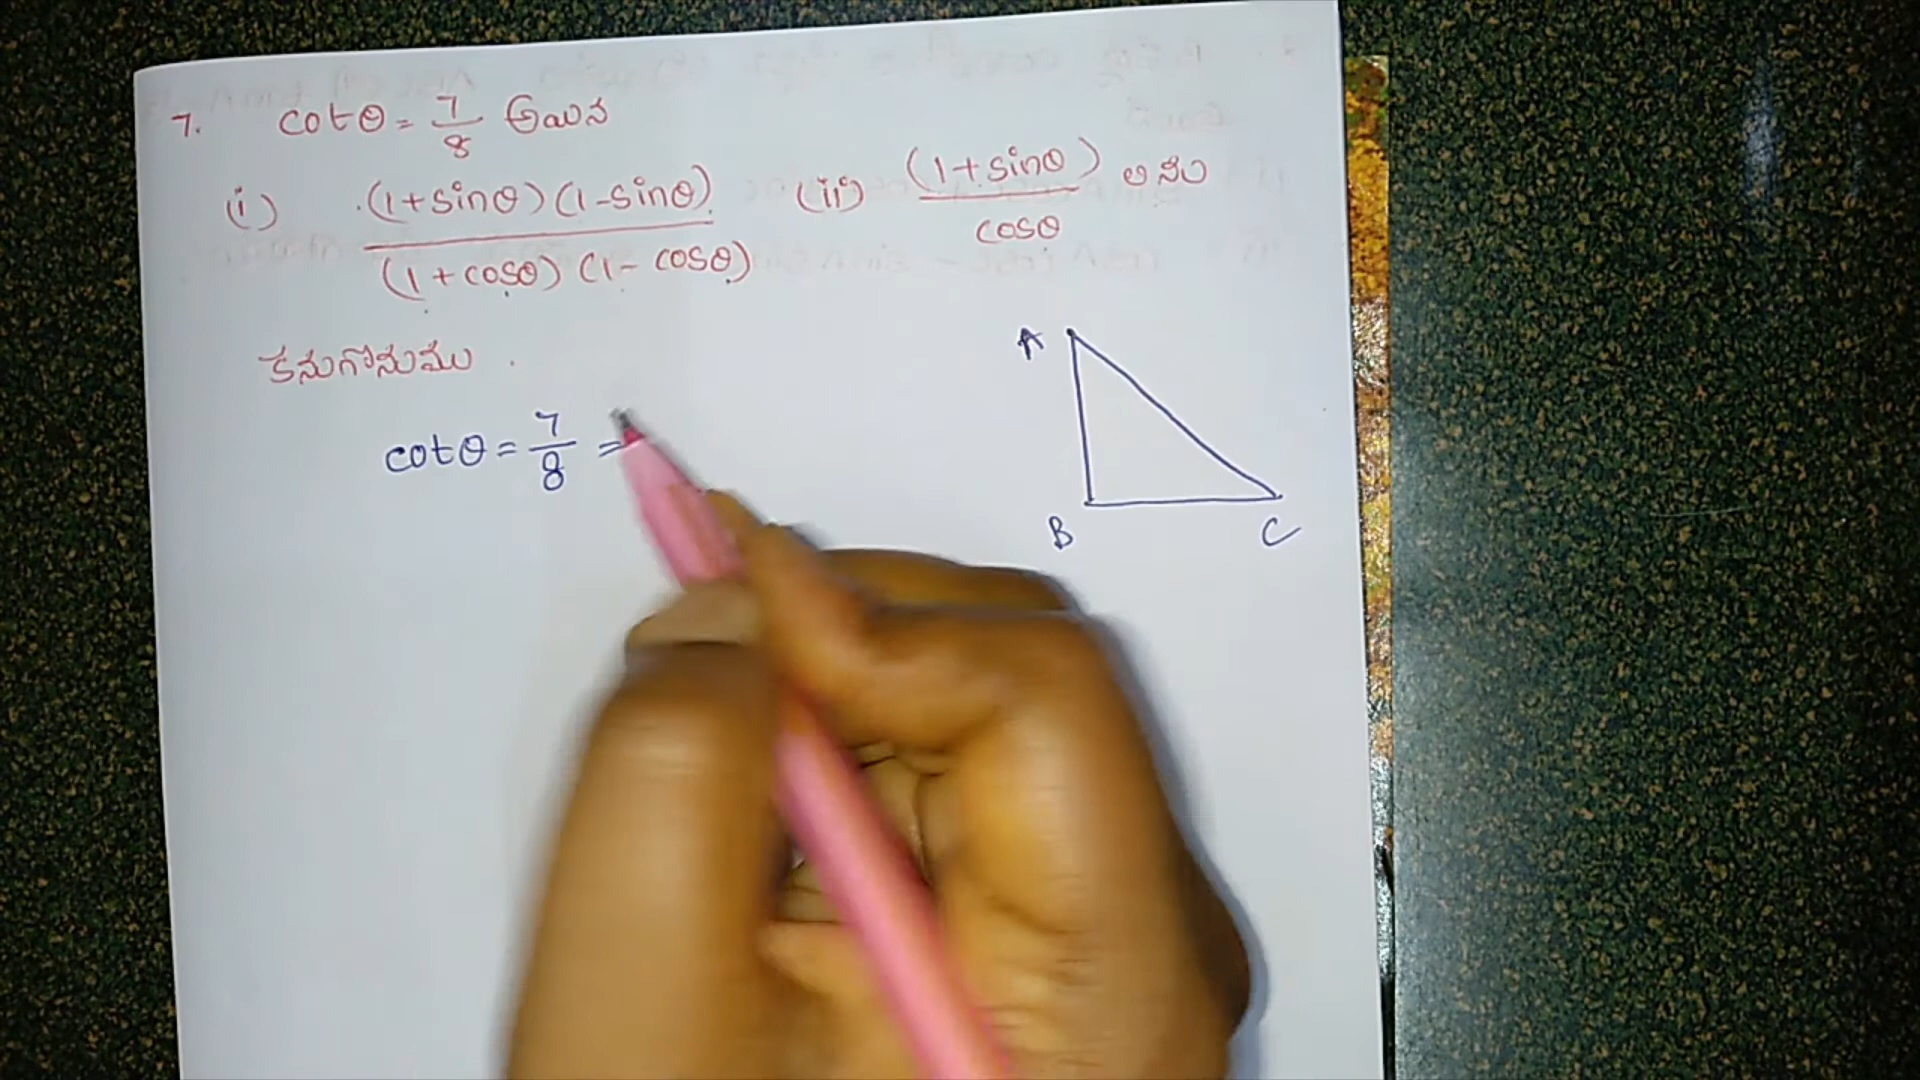 7. cotθ = 7/8 అయిన
(i) (1+sinθ)(1-sinθ) / (1+cosθ)(1-cosθ) (ii) (1+sinθ) / cosθ లను
కనుగొనుము.
A
cotθ = 7/8 =
B C